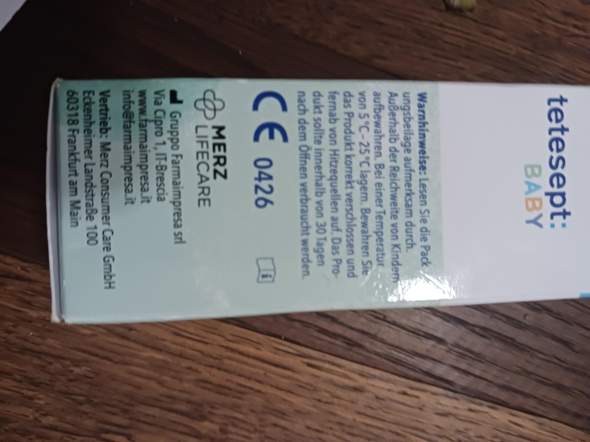 tetesept:
BABY
Warnhinweise: Lesen Sie die Pack
ungsbeilage aufmerksam durch.
Außerhalb der Reichweite von Kindern
aufbewahren. Bei einer Temperatur
von 5 °C - 25 °C lagern. Bewahren Sie
das Produkt korrekt verschlossen und
fernab von Hitzequellen auf. Das Pro-
dukt sollte innerhalb von 30 Tagen
nach dem Öffnen verbraucht werden.
CE 0426
MERZ
LIFECARE
Gruppo Farmaimpresa srl
Via Cipro 1, IT-Brescia
www.farmaimpresa.it
info@farmaimpresa.it
Vertrieb: Merz Consumer Care GmbH
Eckenheimer Landstraße 100
60318 Frankfurt am Main